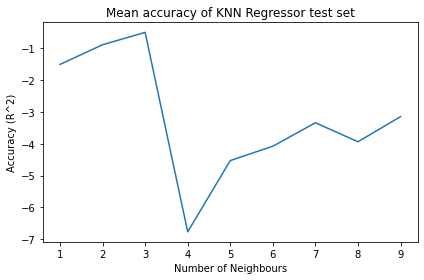 Mean accuracy of KNN Regressor test set
Accuracy (R^2)
−1
−2
−3
−4
−5
−6
−7
1 2 3 4 5 6 7 8 9
Number of Neighbours